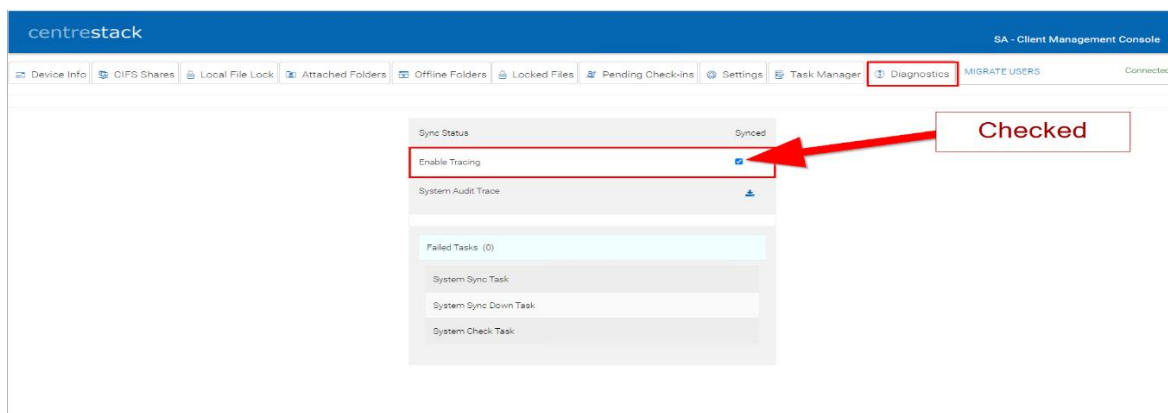 centrestack
SA - Client Management Console
Device Info CIFS Shares Local File Lock Attached Folders Offline Folders Locked Files Pending Check-ins Settings Task Manager Diagnostics MIGRATE USERS Connected
Sync Status Synced
Checked
Enable Tracing
System Audit Trace
Failed Tasks (0)
System Sync Task
System Sync Down Task
System Check Task